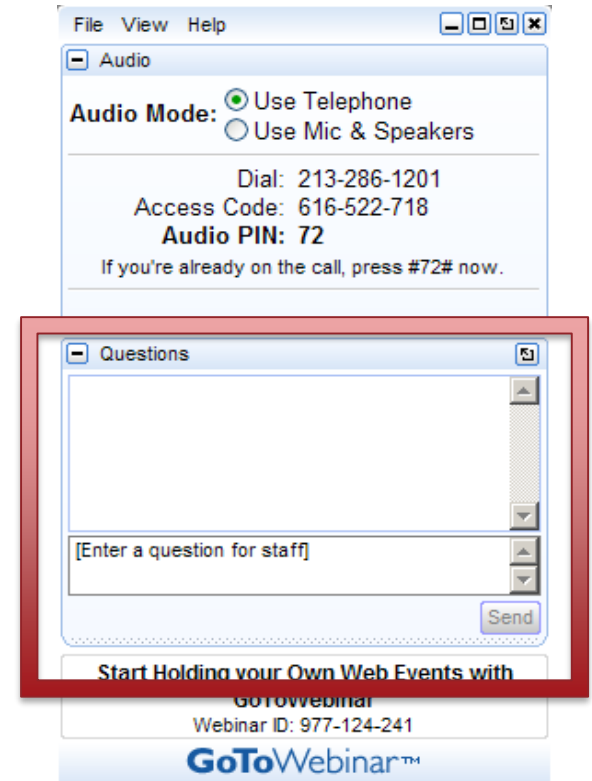 File View Help
Audio
Audio Mode: Use Telephone
Use Mic & Speakers
Dial: 213-286-1201
Access Code: 616-522-718
Audio PIN: 72
If you're already on the call, press #72# now.
Questions
[Enter a question for staff]
Send
Start Holding your Own Web Events with
GoToWebinar
Webinar ID: 977-124-241
GoToWebinar™